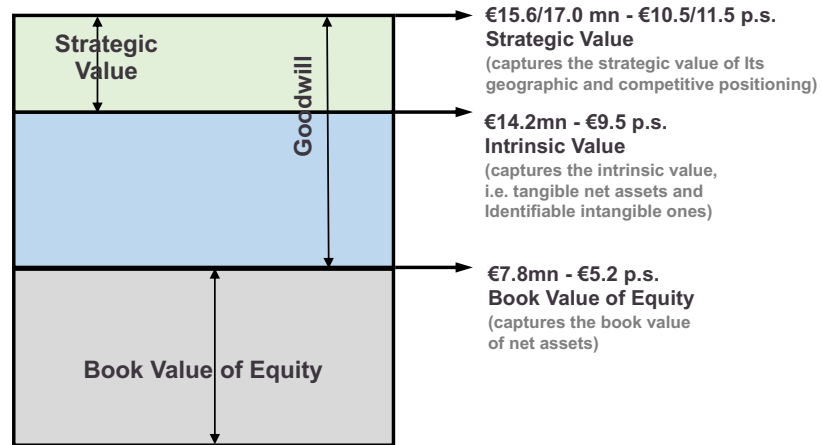 Strategic
Value
Goodwill
Book Value of Equity
€15.6/17.0 mn - €10.5/11.5 p.s.
Strategic Value
(captures the strategic value of Its
geographic and competitive positioning)
€14.2mn - €9.5 p.s.
Intrinsic Value
(captures the intrinsic value,
i.e. tangible net assets and
Identifiable intangible ones)
€7.8mn - €5.2 p.s.
Book Value of Equity
(captures the book value
of net assets)